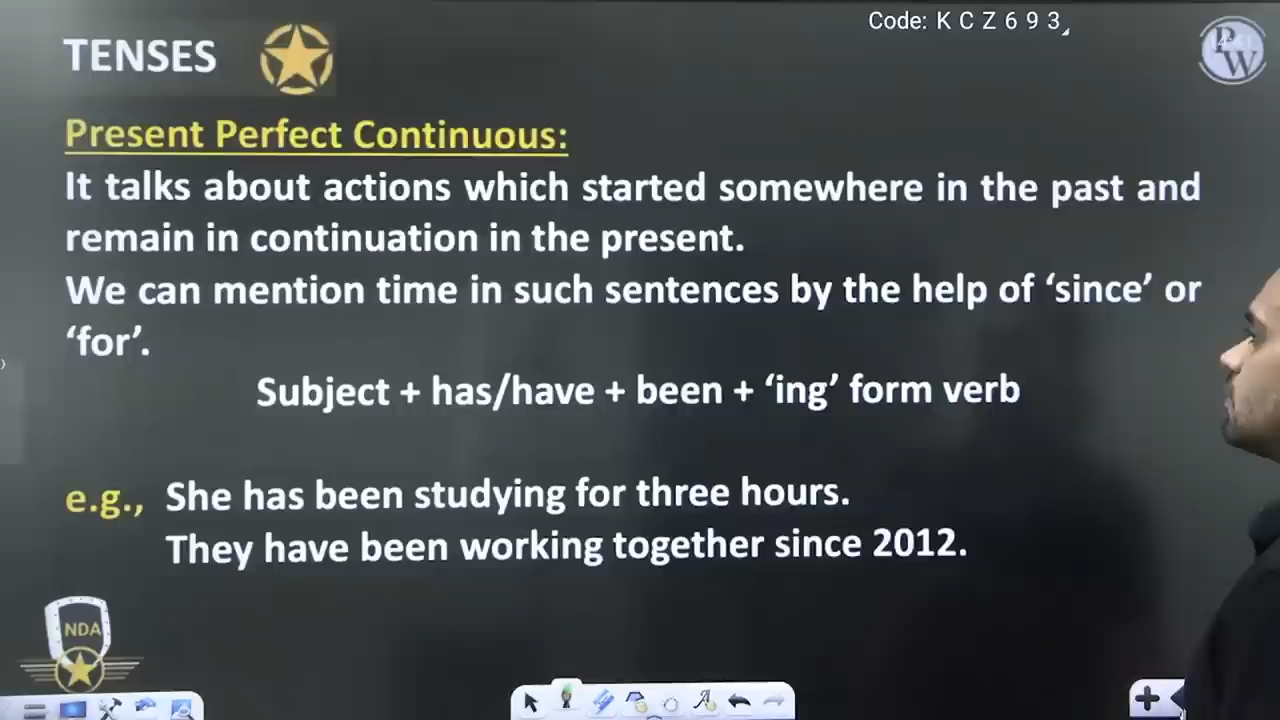 Code: K C Z 6 9 3
TENSES
PW
Present Perfect Continuous:
It talks about actions which started somewhere in the past and
remain in continuation in the present.
We can mention time in such sentences by the help of ‘since’ or
‘for’.
Subject + has/have + been + ‘ing’ form verb
e.g., She has been studying for three hours.
They have been working together since 2012.
NDA